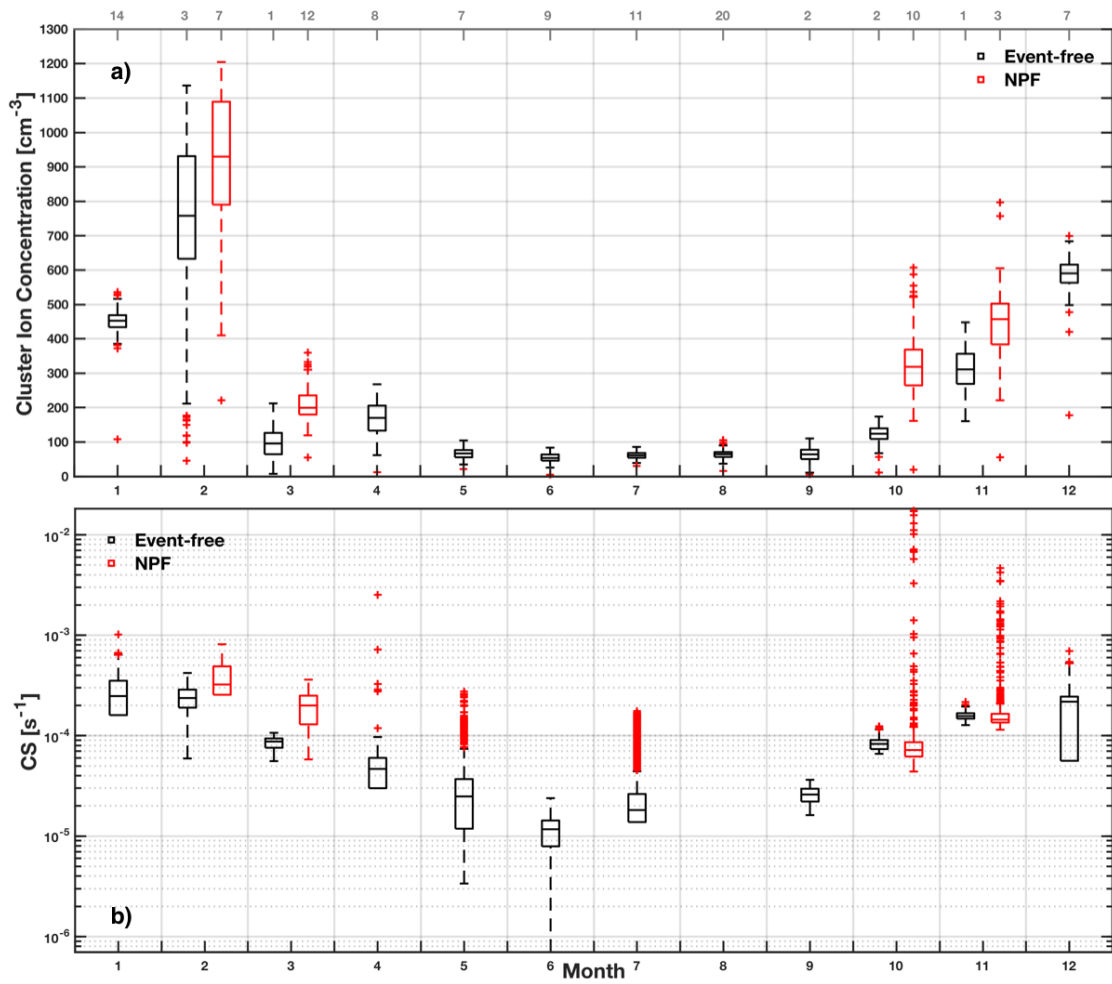 14 3 7 1 12 8 7 9 11 20 2 2 10 1 3 7
1300
1200
1100
1000
900
800
700
600
500
400
300
200
100
0
Cluster Ion Concentration [cm⁻³]
a)
Event-free
NPF
1 2 3 4 5 6 7 8 9 10 11 12
10⁻²
10⁻³
10⁻⁴
10⁻⁵
10⁻⁶
CS [s⁻¹]
Event-free
NPF
b)
1 2 3 4 5 6 7 8 9 10 11 12
Month